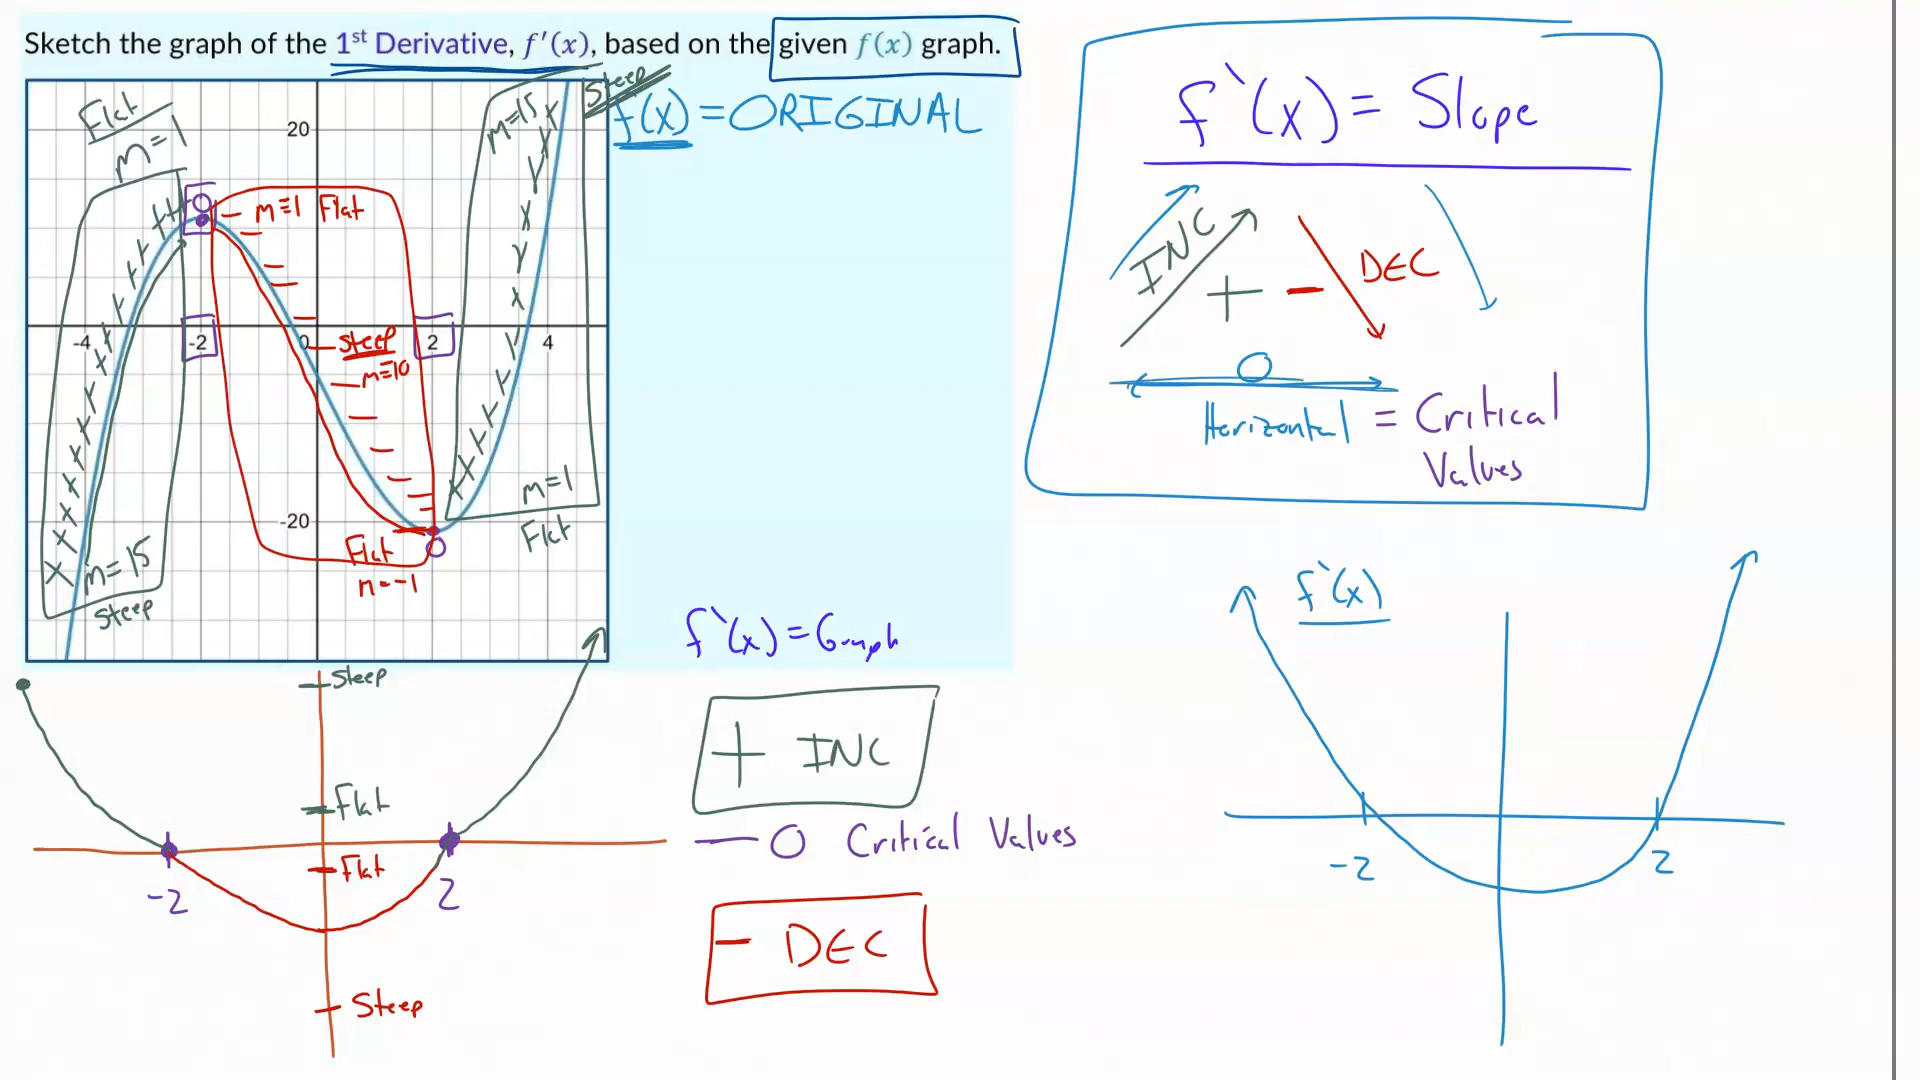 Sketch the graph of the 1st Derivative, f′(x), based on the given f(x) graph.
Flat
m=1
m=15
Steep
f(x) = ORIGINAL
20
m=1 Flat
-4
-2
0
2
4
steep
m=10
-20
m=15
steep
Flat
m=-1
m=1
Flat
f`(x) = Slope
INC
+
-
DEC
0
Horizontal = Critical
Values
f`(x) = Graph
+ INC
0 Critical Values
- DEC
Steep
Flat
Flat
-2
2
Steep
f`(x)
-2
2